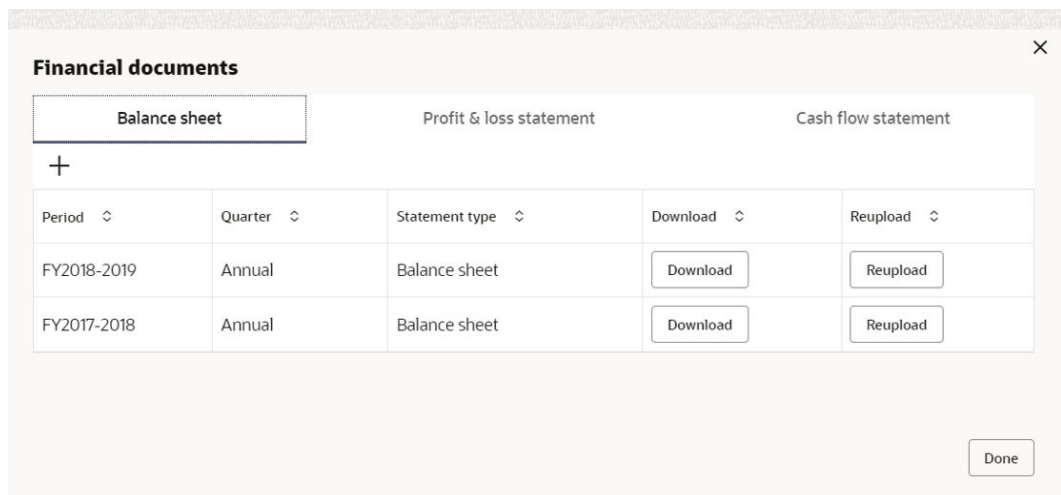 Financial documents
Balance sheet Profit & loss statement Cash flow statement
Period Quarter Statement type Download Reupload
FY2018-2019 Annual Balance sheet Download Reupload
FY2017-2018 Annual Balance sheet Download Reupload
Done